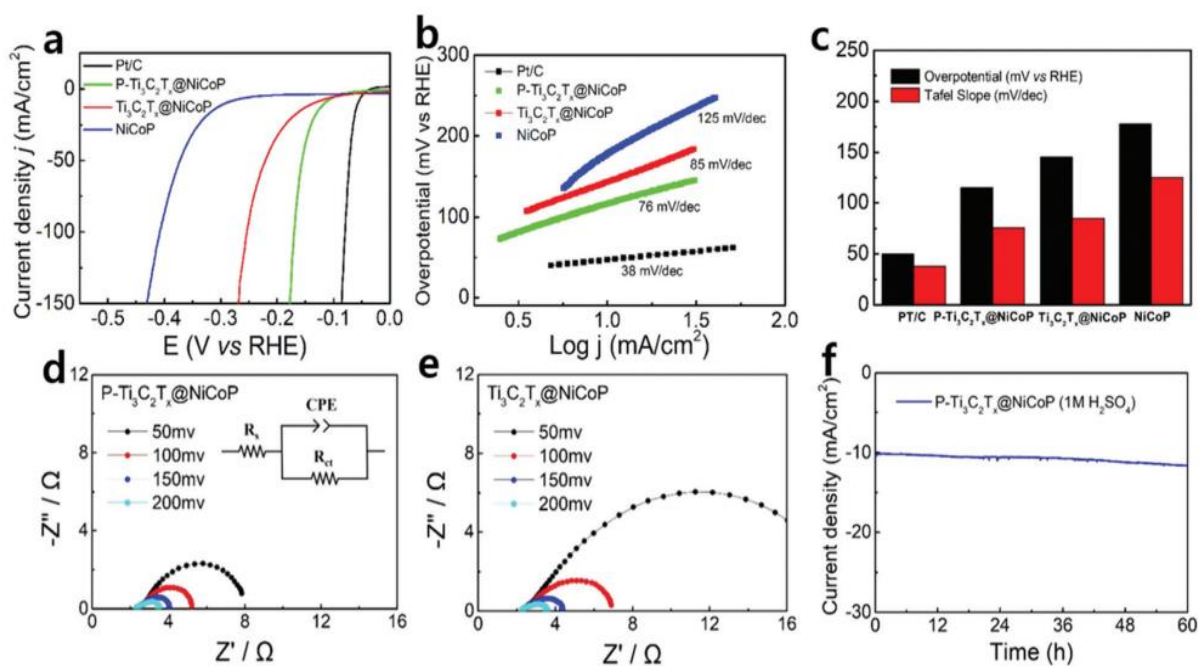 a
Current density j (mA/cm²)
0
-50
-100
-150
Pt/C
P-Ti₃C₂Tₓ@NiCoP
Ti₃C₂Tₓ@NiCoP
NiCoP
-0.5 -0.4 -0.3 -0.2 -0.1 0.0
E (V vs RHE)
b
Overpotential (mV vs RHE)
300
200
100
0
Pt/C
P-Ti₃C₂Tₓ@NiCoP
Ti₃C₂Tₓ@NiCoP
NiCoP
125 mV/dec
85 mV/dec
76 mV/dec
38 mV/dec
0.5 1.0 1.5 2.0
Log j (mA/cm²)
c
250
200
150
100
50
0
Overpotential (mV vs RHE)
Tafel Slope (mV/dec)
PT/C P-Ti₃C₂Tₓ@NiCoP Ti₃C₂Tₓ@NiCoP NiCoP
d
-Z" / Ω
12
8
4
0
P-Ti₃C₂Tₓ@NiCoP
50mv
100mv
150mv
200mv
CPE
Rₛ
R_ct
0 4 8 12 16
Z' / Ω
e
-Z" / Ω
12
8
4
0
Ti₃C₂Tₓ@NiCoP
50mv
100mv
150mv
200mv
0 4 8 12 16
Z' / Ω
f
Current density (mA/cm²)
0
-10
-20
-30
P-Ti₃C₂Tₓ@NiCoP (1M H₂SO₄)
0 12 24 36 48 60
Time (h)